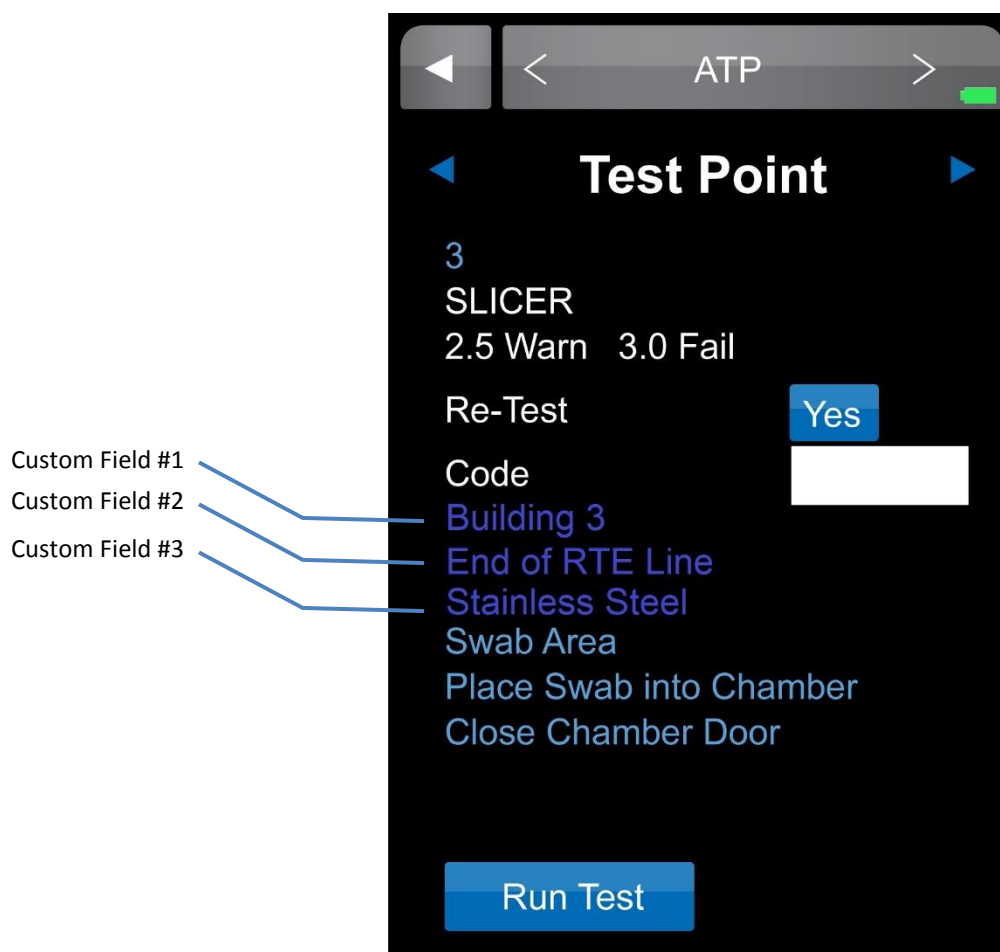 ATP
Test Point
3
SLICER
2.5 Warn 3.0 Fail
Re-Test Yes
Code
Custom Field #1
Building 3
Custom Field #2
End of RTE Line
Custom Field #3
Stainless Steel
Swab Area
Place Swab into Chamber
Close Chamber Door
Run Test